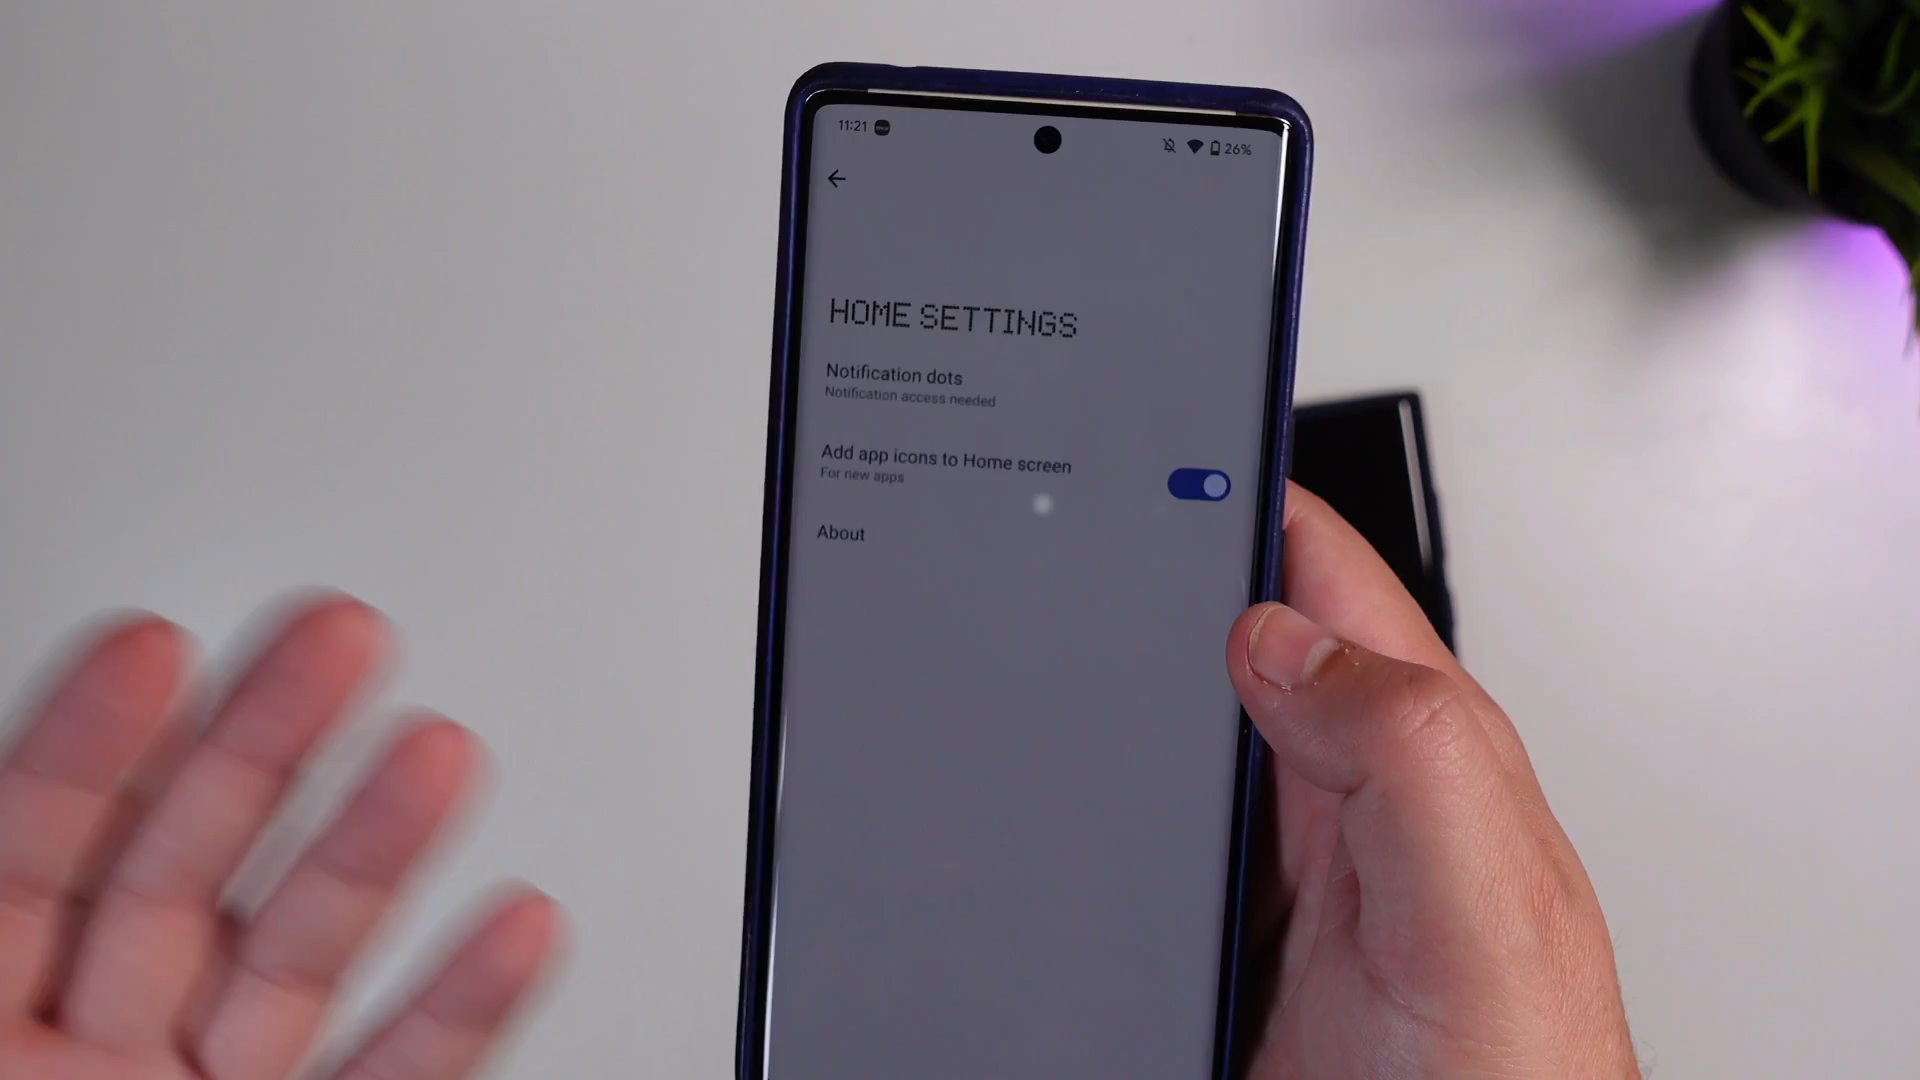 11:21
26%
HOME SETTINGS
Notification dots
Notification access needed
Add app icons to Home screen
For new apps
About